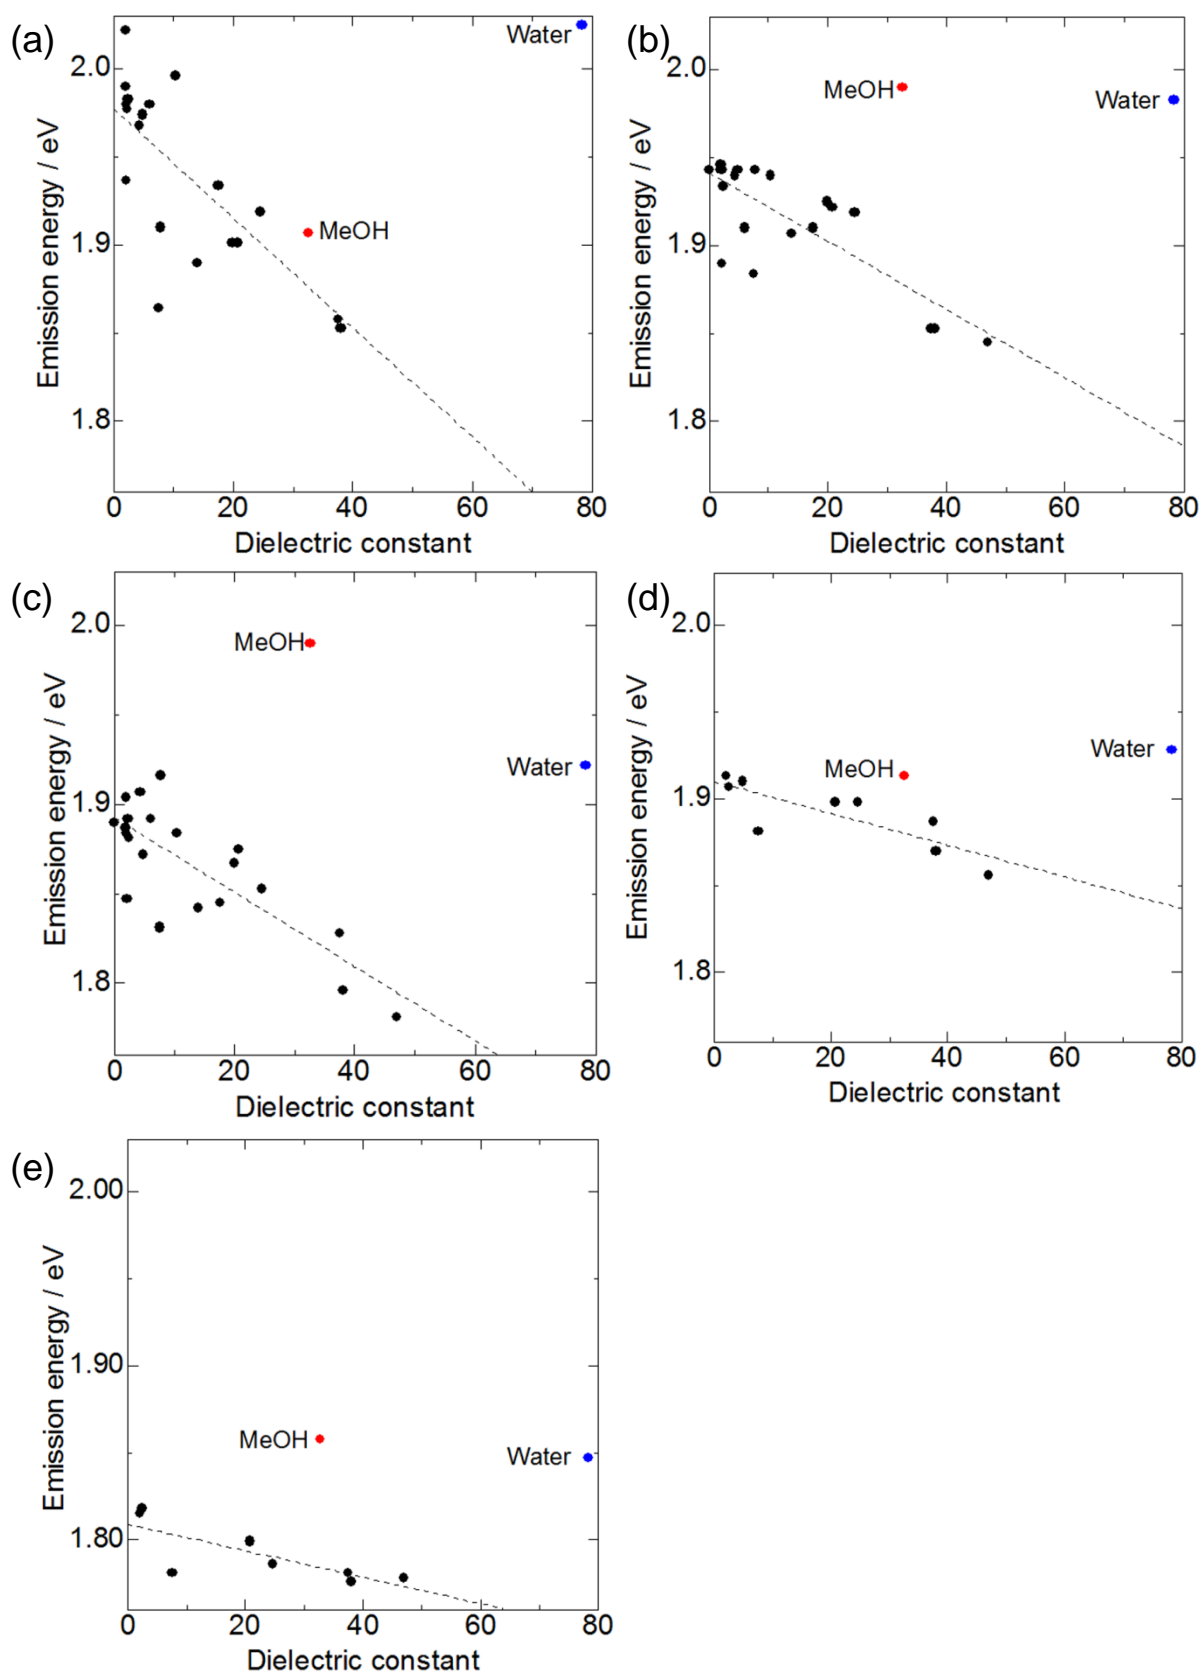 (a)
Emission energy / eV
2.0
1.9
1.8
Water
MeOH
0 20 40 60 80
Dielectric constant
(b)
Emission energy / eV
2.0
1.9
1.8
MeOH
Water
0 20 40 60 80
Dielectric constant
(c)
Emission energy / eV
2.0
1.9
1.8
MeOH
Water
0 20 40 60 80
Dielectric constant
(d)
Emission energy / eV
2.0
1.9
1.8
Water
MeOH
0 20 40 60 80
Dielectric constant
(e)
Emission energy / eV
2.00
1.90
1.80
MeOH
Water
0 20 40 60 80
Dielectric constant